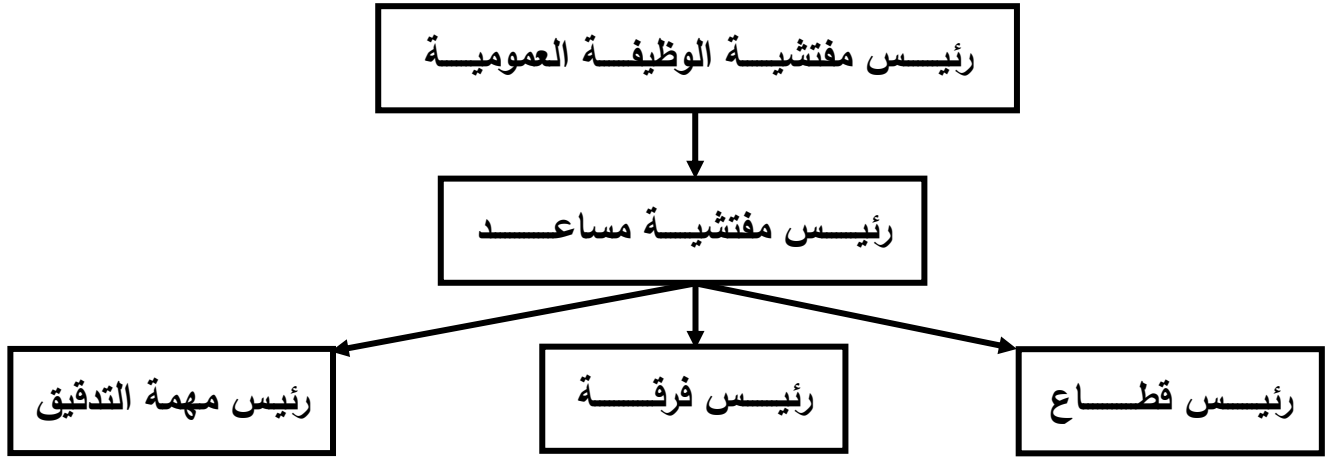 رئيس مفتشية الوظيفة العمومية
رئيس مفتشية مساعد
رئيس قطاع
رئيس فرقة
رئيس مهمة التدقيق